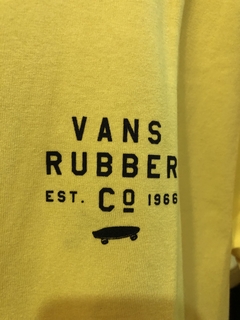 VANS
RUBBER
EST. CO 1966